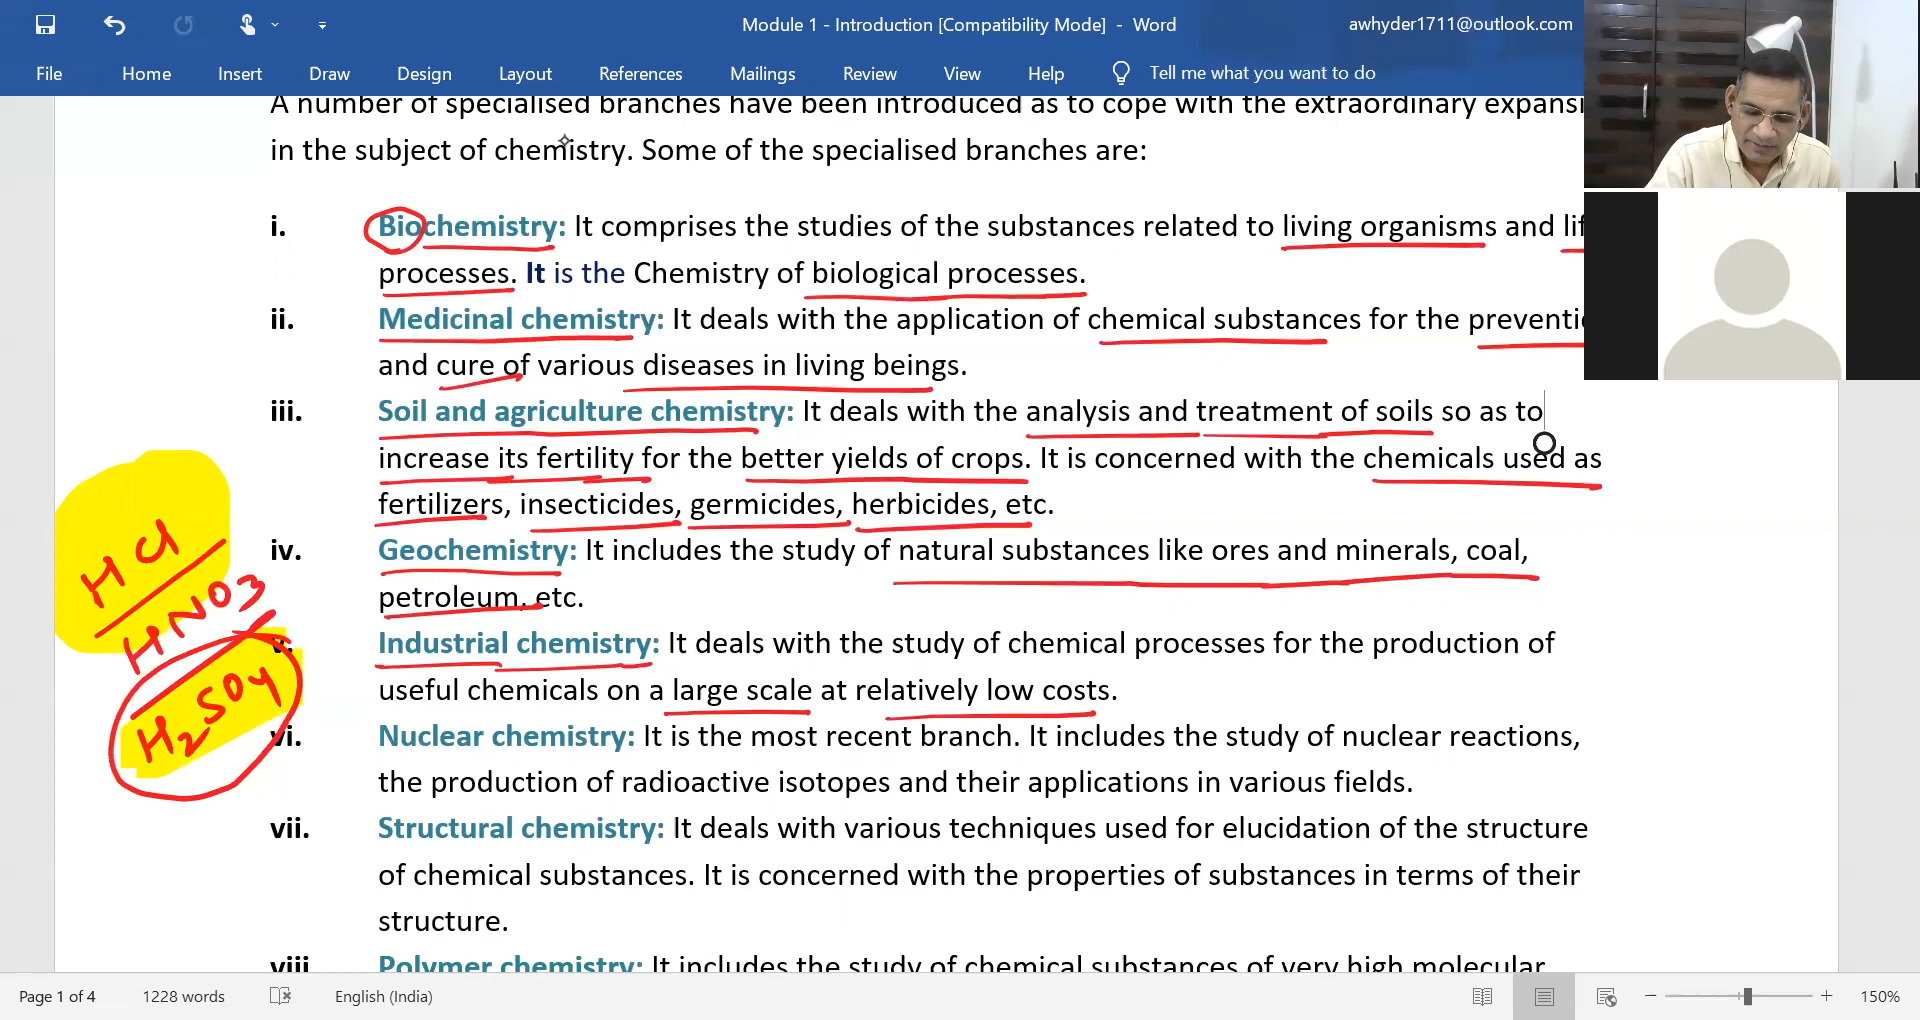 Module 1 - Introduction [Compatibility Mode] - Word
awhyder1711@outlook.com
File Home Insert Draw Design Layout References Mailings Review View Help Tell me what you want to do
A number of specialised branches have been introduced as to cope with the extraordinary expansi
in the subject of chemistry. Some of the specialised branches are:
i. Biochemistry: It comprises the studies of the substances related to living organisms and lif
processes. It is the Chemistry of biological processes.
ii. Medicinal chemistry: It deals with the application of chemical substances for the preventi
and cure of various diseases in living beings.
iii. Soil and agriculture chemistry: It deals with the analysis and treatment of soils so as to
increase its fertility for the better yields of crops. It is concerned with the chemicals used as
fertilizers, insecticides, germicides, herbicides, etc.
iv. Geochemistry: It includes the study of natural substances like ores and minerals, coal,
petroleum, etc.
HCl
HNO3
H2SO4
v. Industrial chemistry: It deals with the study of chemical processes for the production of
useful chemicals on a large scale at relatively low costs.
vi. Nuclear chemistry: It is the most recent branch. It includes the study of nuclear reactions,
the production of radioactive isotopes and their applications in various fields.
vii. Structural chemistry: It deals with various techniques used for elucidation of the structure
of chemical substances. It is concerned with the properties of substances in terms of their
structure.
viii Polymer chemistry: It includes the study of chemical substances of very high molecular
Page 1 of 4 1228 words English (India) 150%